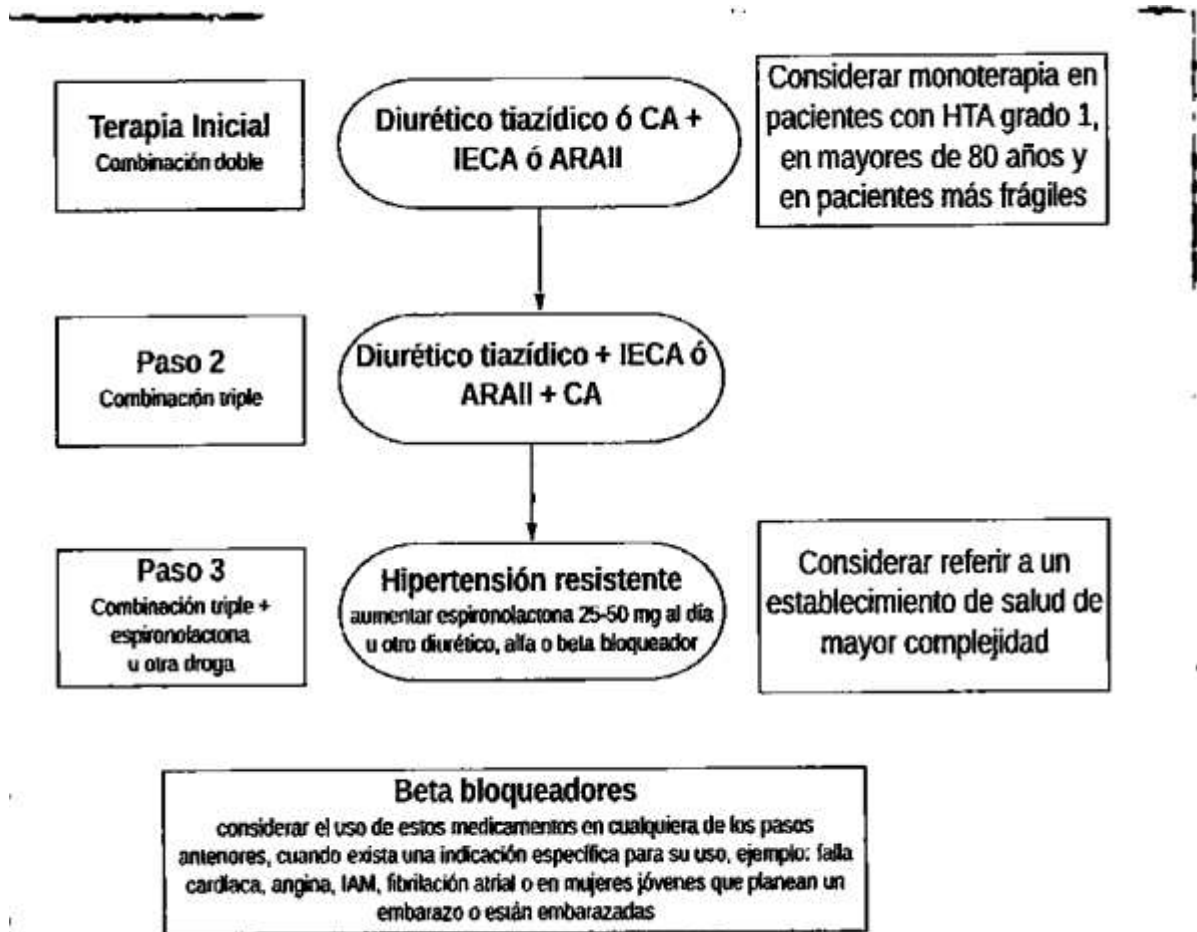 Terapia Inicial
Combinación doble
Diurético tiazídico ó CA +
IECA ó ARAII
Considerar monoterapia en
pacientes con HTA grado 1,
en mayores de 80 años y
en pacientes más frágiles
Paso 2
Combinación triple
Diurético tiazídico + IECA ó
ARAII + CA
Paso 3
Combinación triple +
espironolactona
u otra droga
Hipertensión resistente
aumentar espironolactona 25-50 mg al día
u otro diurético, alfa o beta bloqueador
Considerar referir a un
establecimiento de salud de
mayor complejidad
Beta bloqueadores
considerar el uso de estos medicamentos en cualquiera de los pasos
anteriores, cuando exista una indicación específica para su uso, ejemplo: falla
cardíaca, angina, IAM, fibrilación atrial o en mujeres jóvenes que planean un
embarazo o están embarazadas